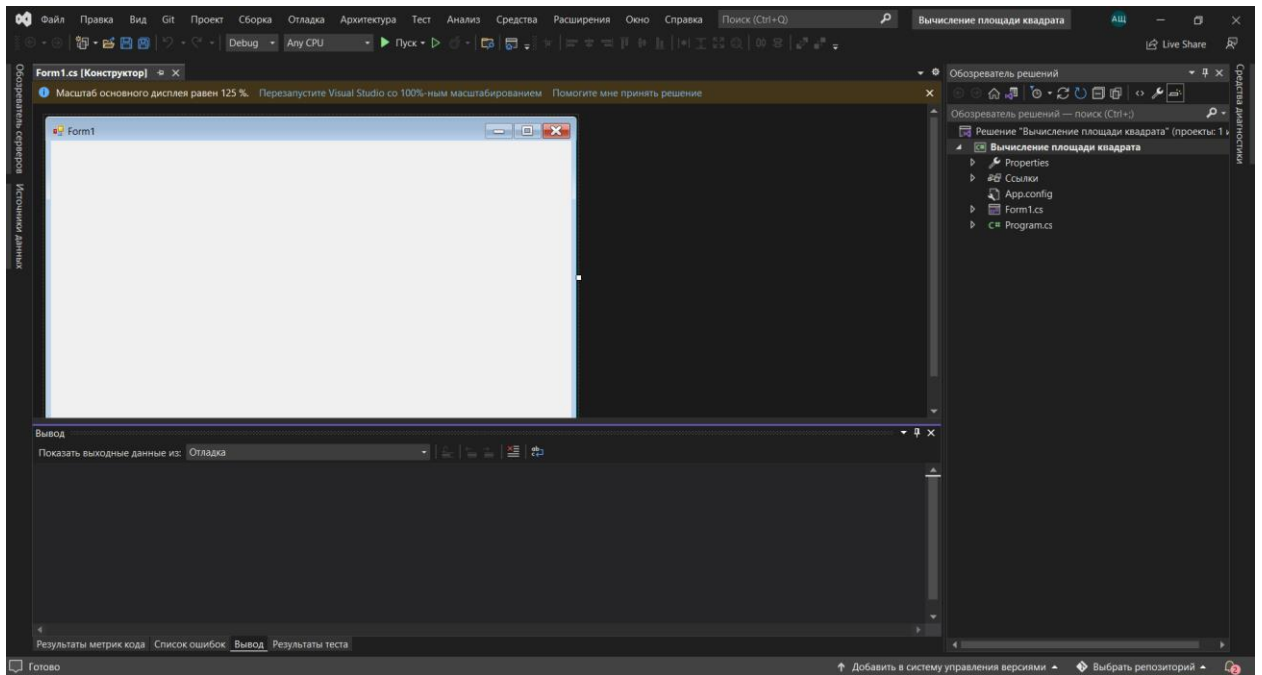 Файл Правка Вид Git Проект Сборка Отладка Архитектура Тест Анализ Средства Расширения Окно Справка Поиск (Ctrl+Q) Вычисление площади квадрата АЩ
Debug Any CPU Пуск Live Share
Обозреватель серверов
Источники данных
Form1.cs [Конструктор]
Масштаб основного дисплея равен 125 %. Перезапустите Visual Studio со 100%-ным масштабированием Помогите мне принять решение
Form1
Вывод
Показать выходные данные из: Отладка
Результаты метрик кода Список ошибок Вывод Результаты теста
Обозреватель решений
Обозреватель решений — поиск (Ctrl+;)
Решение "Вычисление площади квадрата" (проекты: 1 и
Вычисление площади квадрата
Properties
Ссылки
App.config
Form1.cs
C# Program.cs
Средства диагностики
Готово Добавить в систему управления версиями Выбрать репозиторий 2